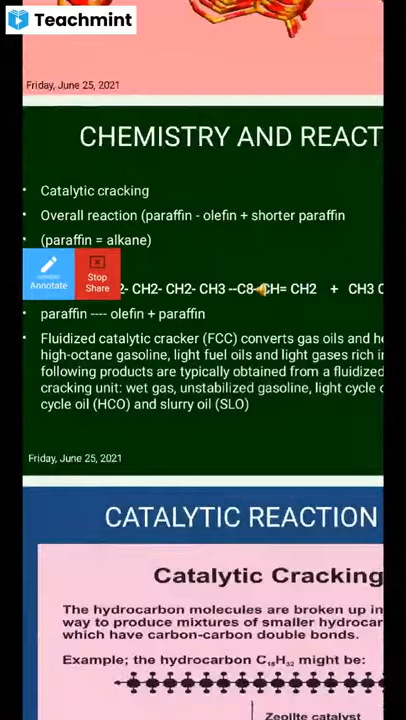 Teachmint
Friday, June 25, 2021
CHEMISTRY AND REACT
• Catalytic cracking
• Overall reaction (paraffin - olefin + shorter paraffin
• (paraffin = alkane)
Annotate
Stop
Share
2- CH2- CH2- CH3 --C8- CH= CH2 + CH3 C
• paraffin ---- olefin + paraffin
• Fluidized catalytic cracker (FCC) converts gas oils and he
high-octane gasoline, light fuel oils and light gases rich i
following products are typically obtained from a fluidized
cracking unit: wet gas, unstabilized gasoline, light cycle o
cycle oil (HCO) and slurry oil (SLO)
Friday, June 25, 2021
CATALYTIC REACTION
Catalytic Cracking
The hydrocarbon molecules are broken up in
way to produce mixtures of smaller hydrocar
which have carbon-carbon double bonds.
Example; the hydrocarbon C₁₅H₃₂ might be:
Zeolite catalyst